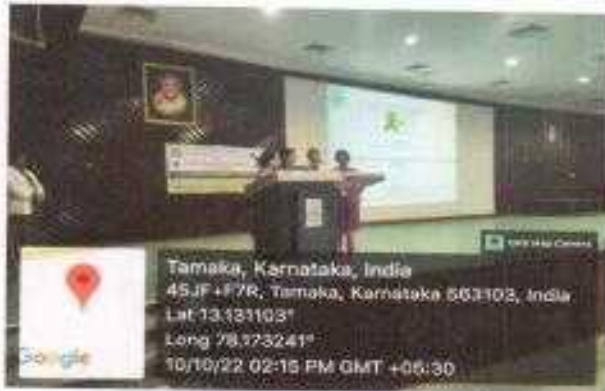 GPS Map Camera
Tamaka, Karnataka, India
45JF+F7R, Tamaka, Karnataka 563103, India
Lat 13.131103°
Long 78.173241°
10/10/22 02:15 PM GMT +05:30
Google